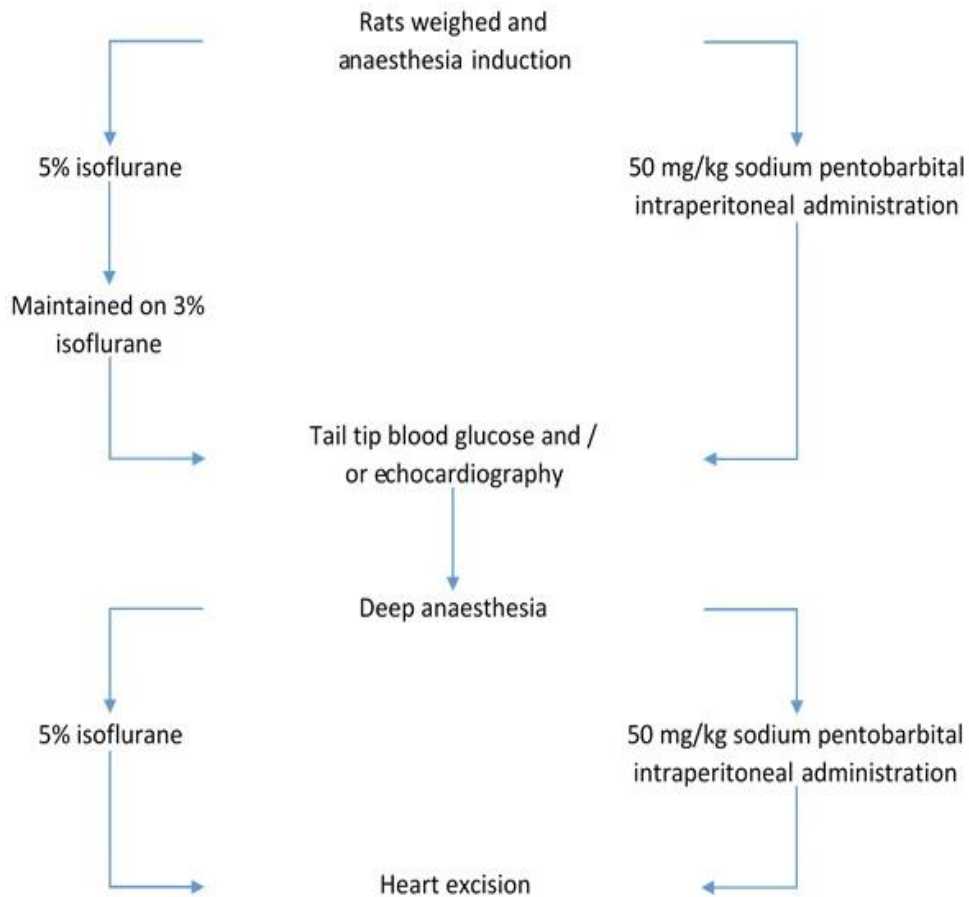 Rats weighed and
anaesthesia induction
5% isoflurane
50 mg/kg sodium pentobarbital
intraperitoneal administration
Maintained on 3%
isoflurane
Tail tip blood glucose and /
or echocardiography
Deep anaesthesia
5% isoflurane
50 mg/kg sodium pentobarbital
intraperitoneal administration
Heart excision